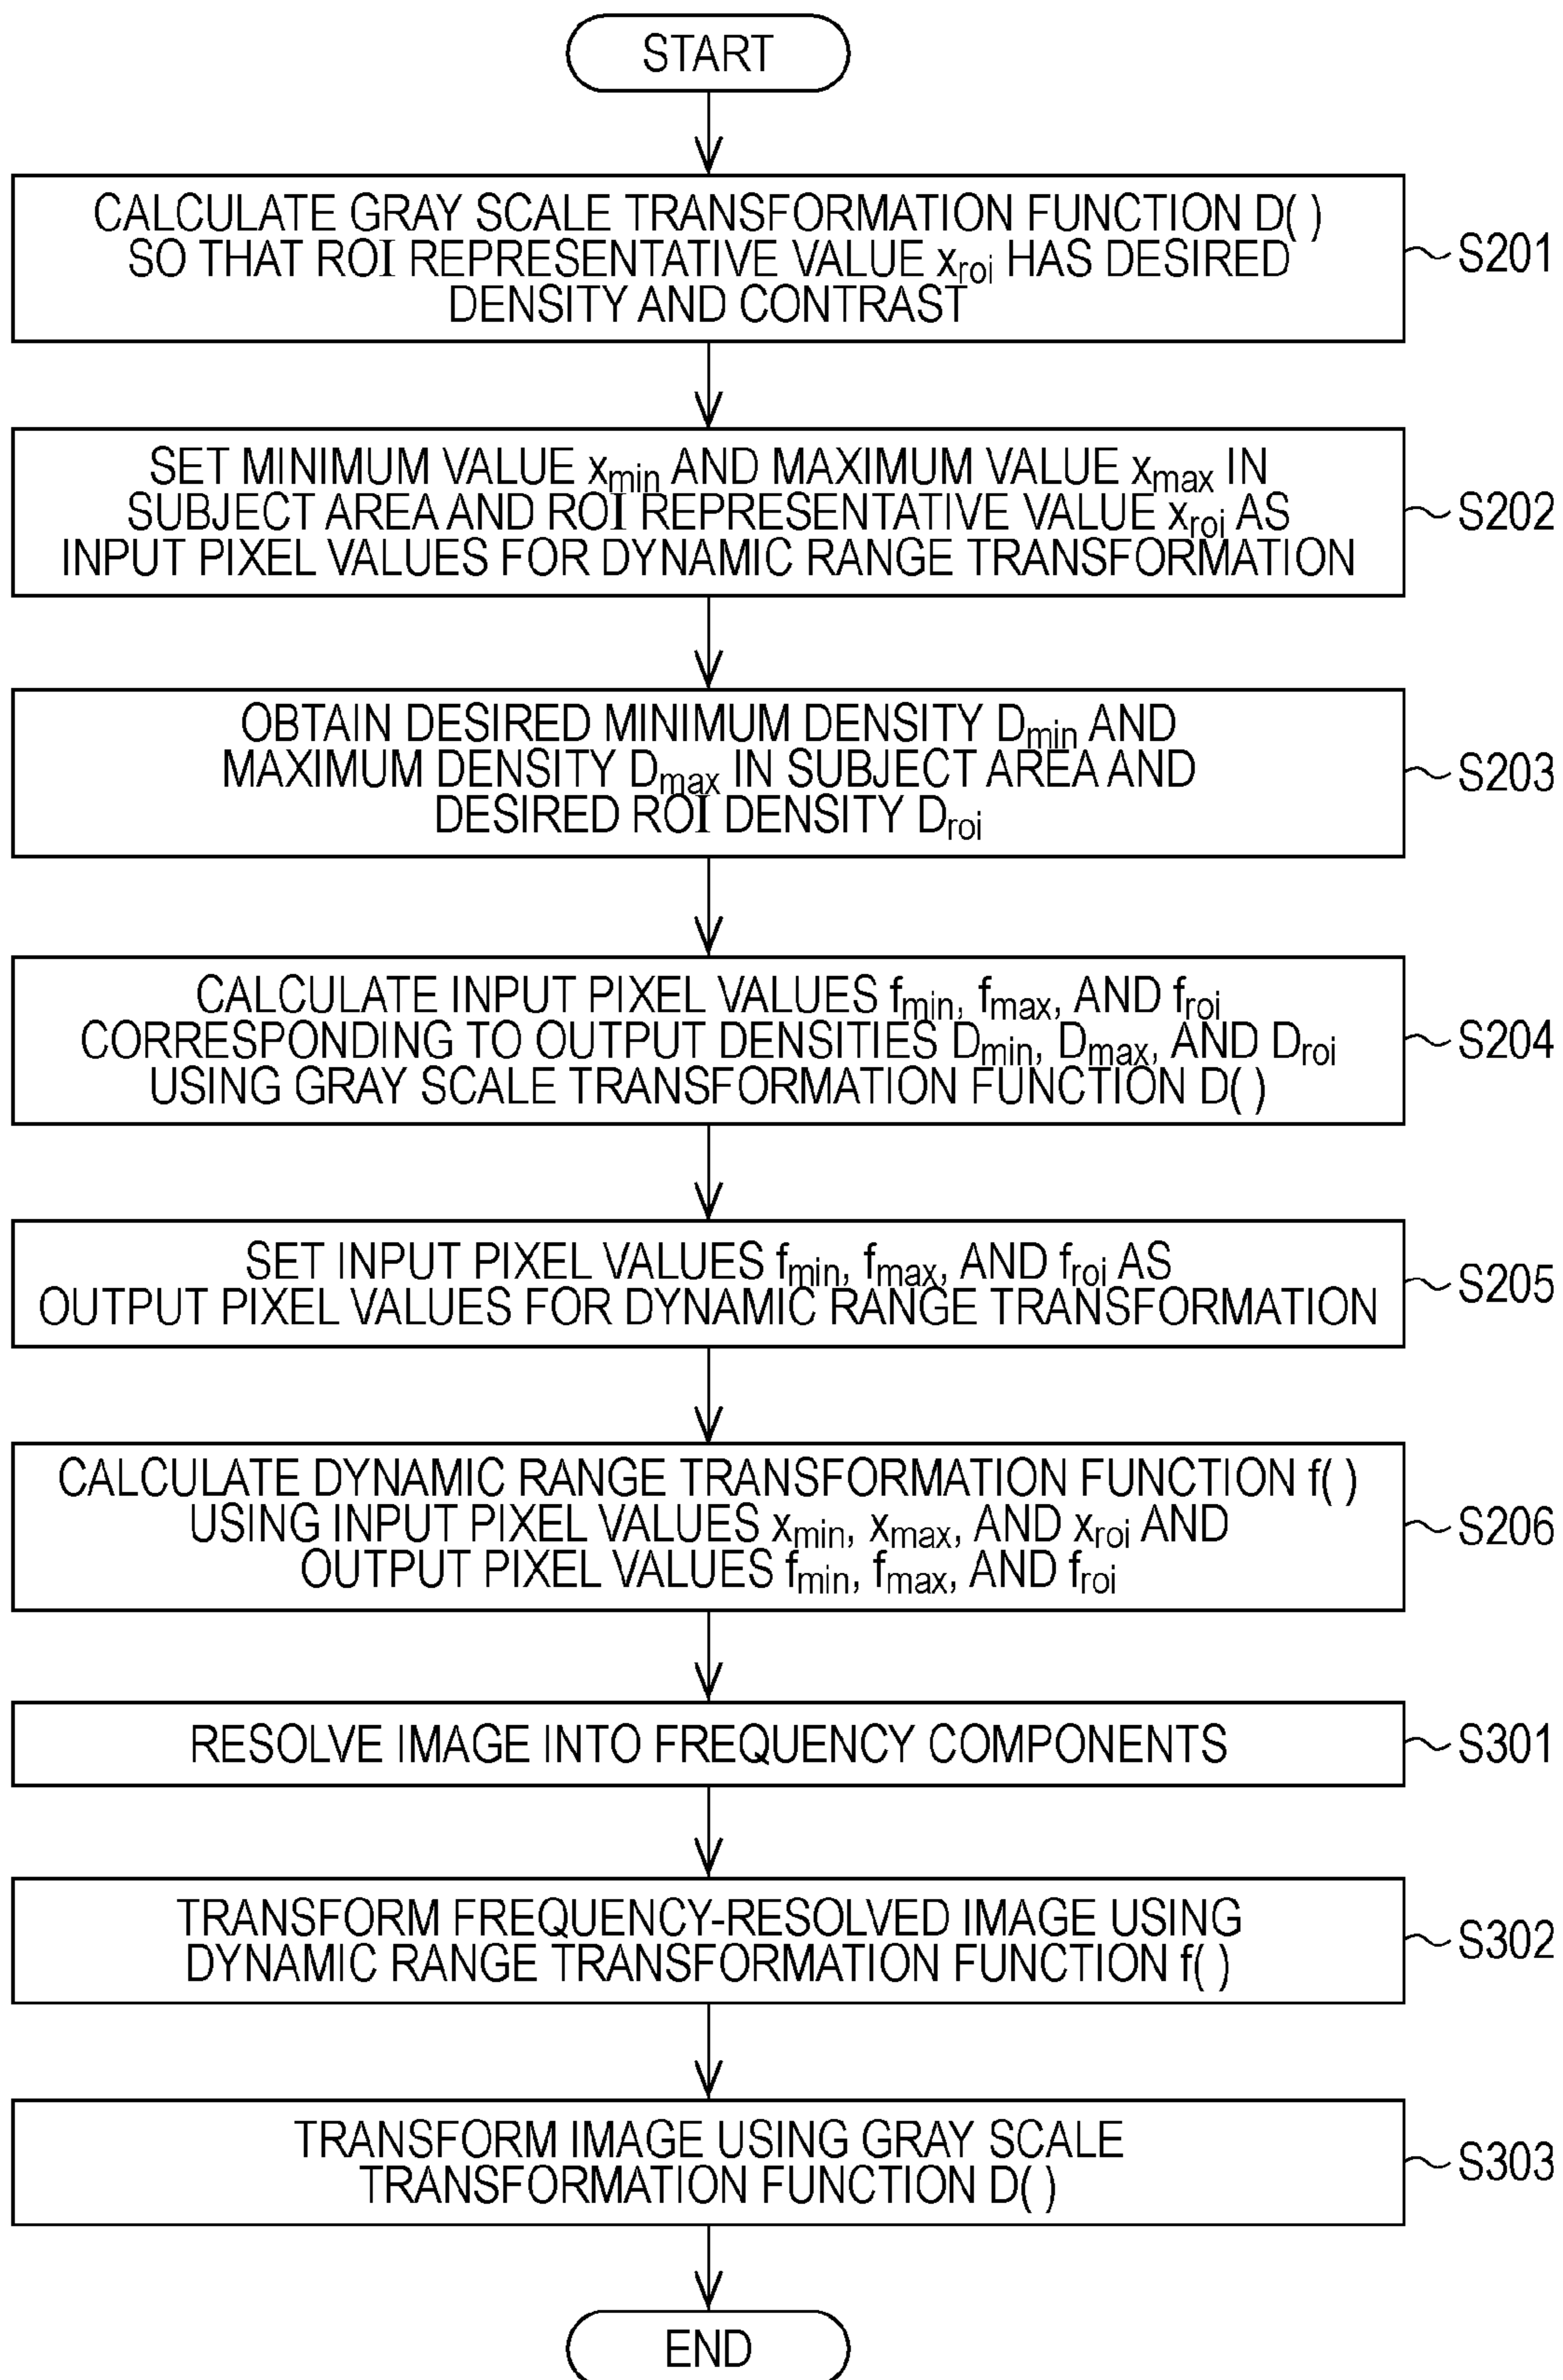 START
CALCULATE GRAY SCALE TRANSFORMATION FUNCTION D( )
SO THAT ROI REPRESENTATIVE VALUE xroi HAS DESIRED
DENSITY AND CONTRAST
S201
SET MINIMUM VALUE xmin AND MAXIMUM VALUE xmax IN
SUBJECT AREA AND ROI REPRESENTATIVE VALUE xroi AS
INPUT PIXEL VALUES FOR DYNAMIC RANGE TRANSFORMATION
S202
OBTAIN DESIRED MINIMUM DENSITY Dmin AND
MAXIMUM DENSITY Dmax IN SUBJECT AREA AND
DESIRED ROI DENSITY Droi
S203
CALCULATE INPUT PIXEL VALUES fmin, fmax, AND froi
CORRESPONDING TO OUTPUT DENSITIES Dmin, Dmax, AND Droi
USING GRAY SCALE TRANSFORMATION FUNCTION D( )
S204
SET INPUT PIXEL VALUES fmin, fmax, AND froi AS
OUTPUT PIXEL VALUES FOR DYNAMIC RANGE TRANSFORMATION
S205
CALCULATE DYNAMIC RANGE TRANSFORMATION FUNCTION f( )
USING INPUT PIXEL VALUES xmin, xmax, AND xroi AND
OUTPUT PIXEL VALUES fmin, fmax, AND froi
S206
RESOLVE IMAGE INTO FREQUENCY COMPONENTS
S301
TRANSFORM FREQUENCY-RESOLVED IMAGE USING
DYNAMIC RANGE TRANSFORMATION FUNCTION f( )
S302
TRANSFORM IMAGE USING GRAY SCALE
TRANSFORMATION FUNCTION D( )
S303
END